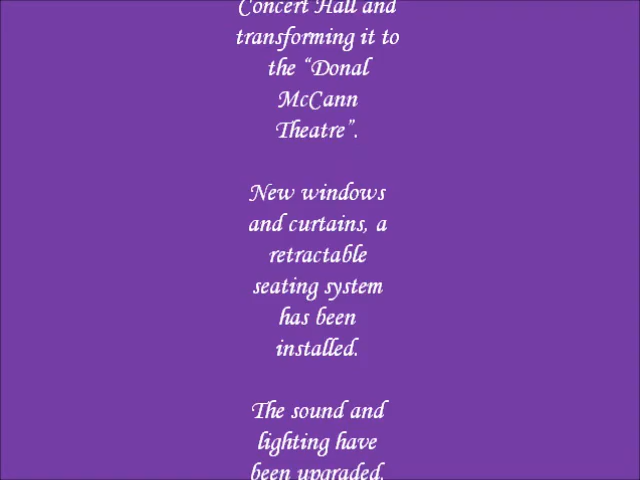 Concert Hall and
transforming it to
the “Donal
McCann
Theatre”.
New windows
and curtains, a
retractable
seating system
has been
installed.
The sound and
lighting have
been upgraded.